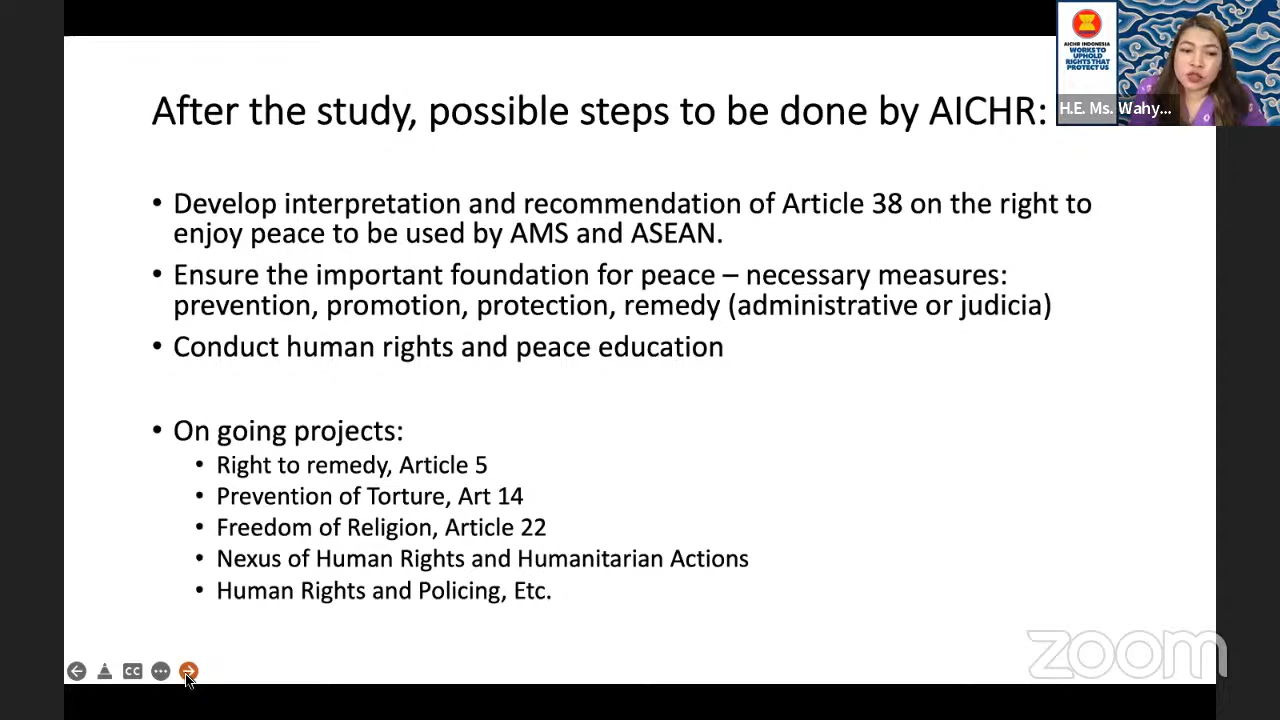 After the study, possible steps to be done by AICHR:
AICHR INDONESIA
WORKS TO
UPHOLD
RIGHTS THAT
PROTECT US
H.E. Ms. Wahy...
• Develop interpretation and recommendation of Article 38 on the right to
enjoy peace to be used by AMS and ASEAN.
• Ensure the important foundation for peace – necessary measures:
prevention, promotion, protection, remedy (administrative or judicia)
• Conduct human rights and peace education
• On going projects:
• Right to remedy, Article 5
• Prevention of Torture, Art 14
• Freedom of Religion, Article 22
• Nexus of Human Rights and Humanitarian Actions
• Human Rights and Policing, Etc.
CC
zoom